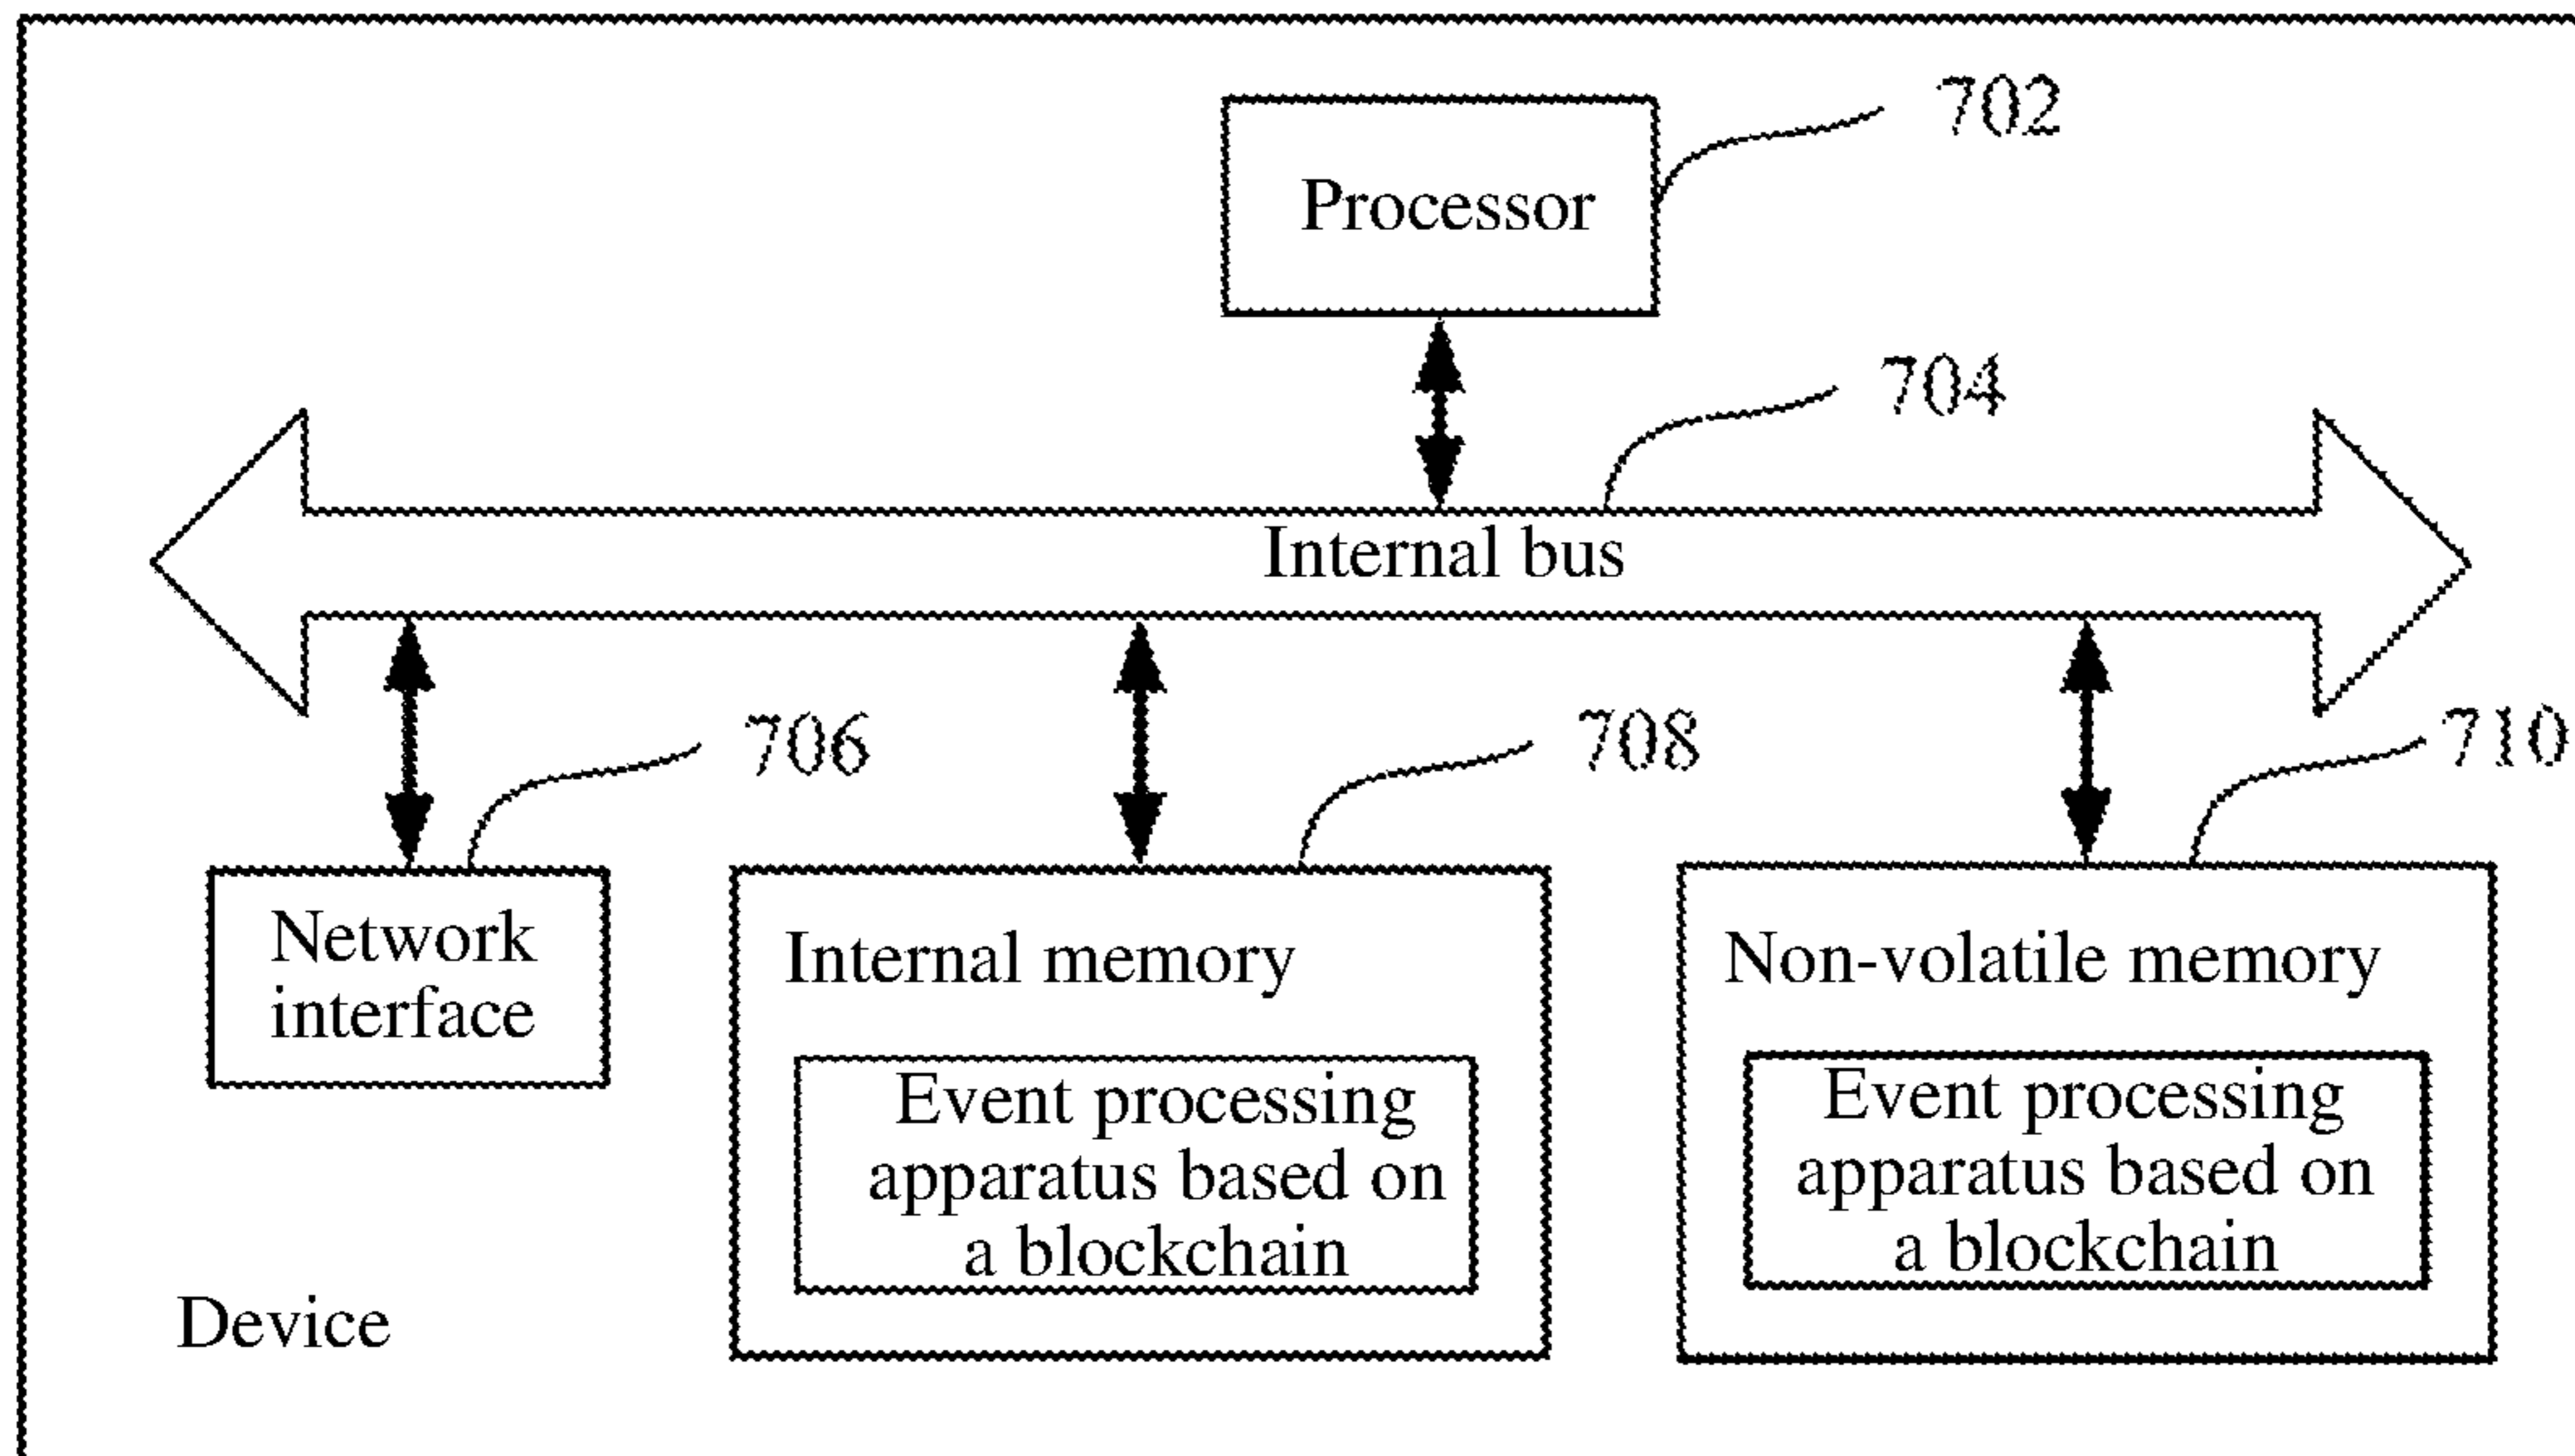 702
Processor
704
Internal bus
706
708
710
Network
interface
Internal memory
Event processing
apparatus based on
a blockchain
Non-volatile memory
Event processing
apparatus based on
a blockchain
Device